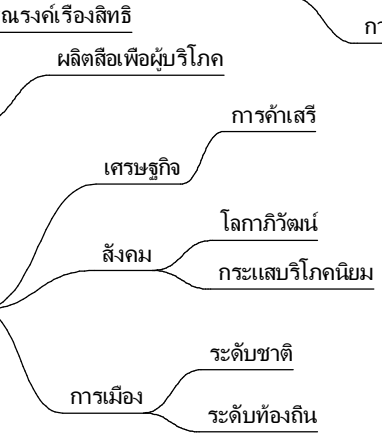 ณรงค์เรืองสิทธิ
กา
ผลิตสือเพือผู้บริโภค
การค้าเสรี
เศรษฐกิจ
โลกาภิวัฒน์
สังคม
กระแสบริโภคนิยม
ระดับชาติ
การเมือง
ระดับท้องถิน